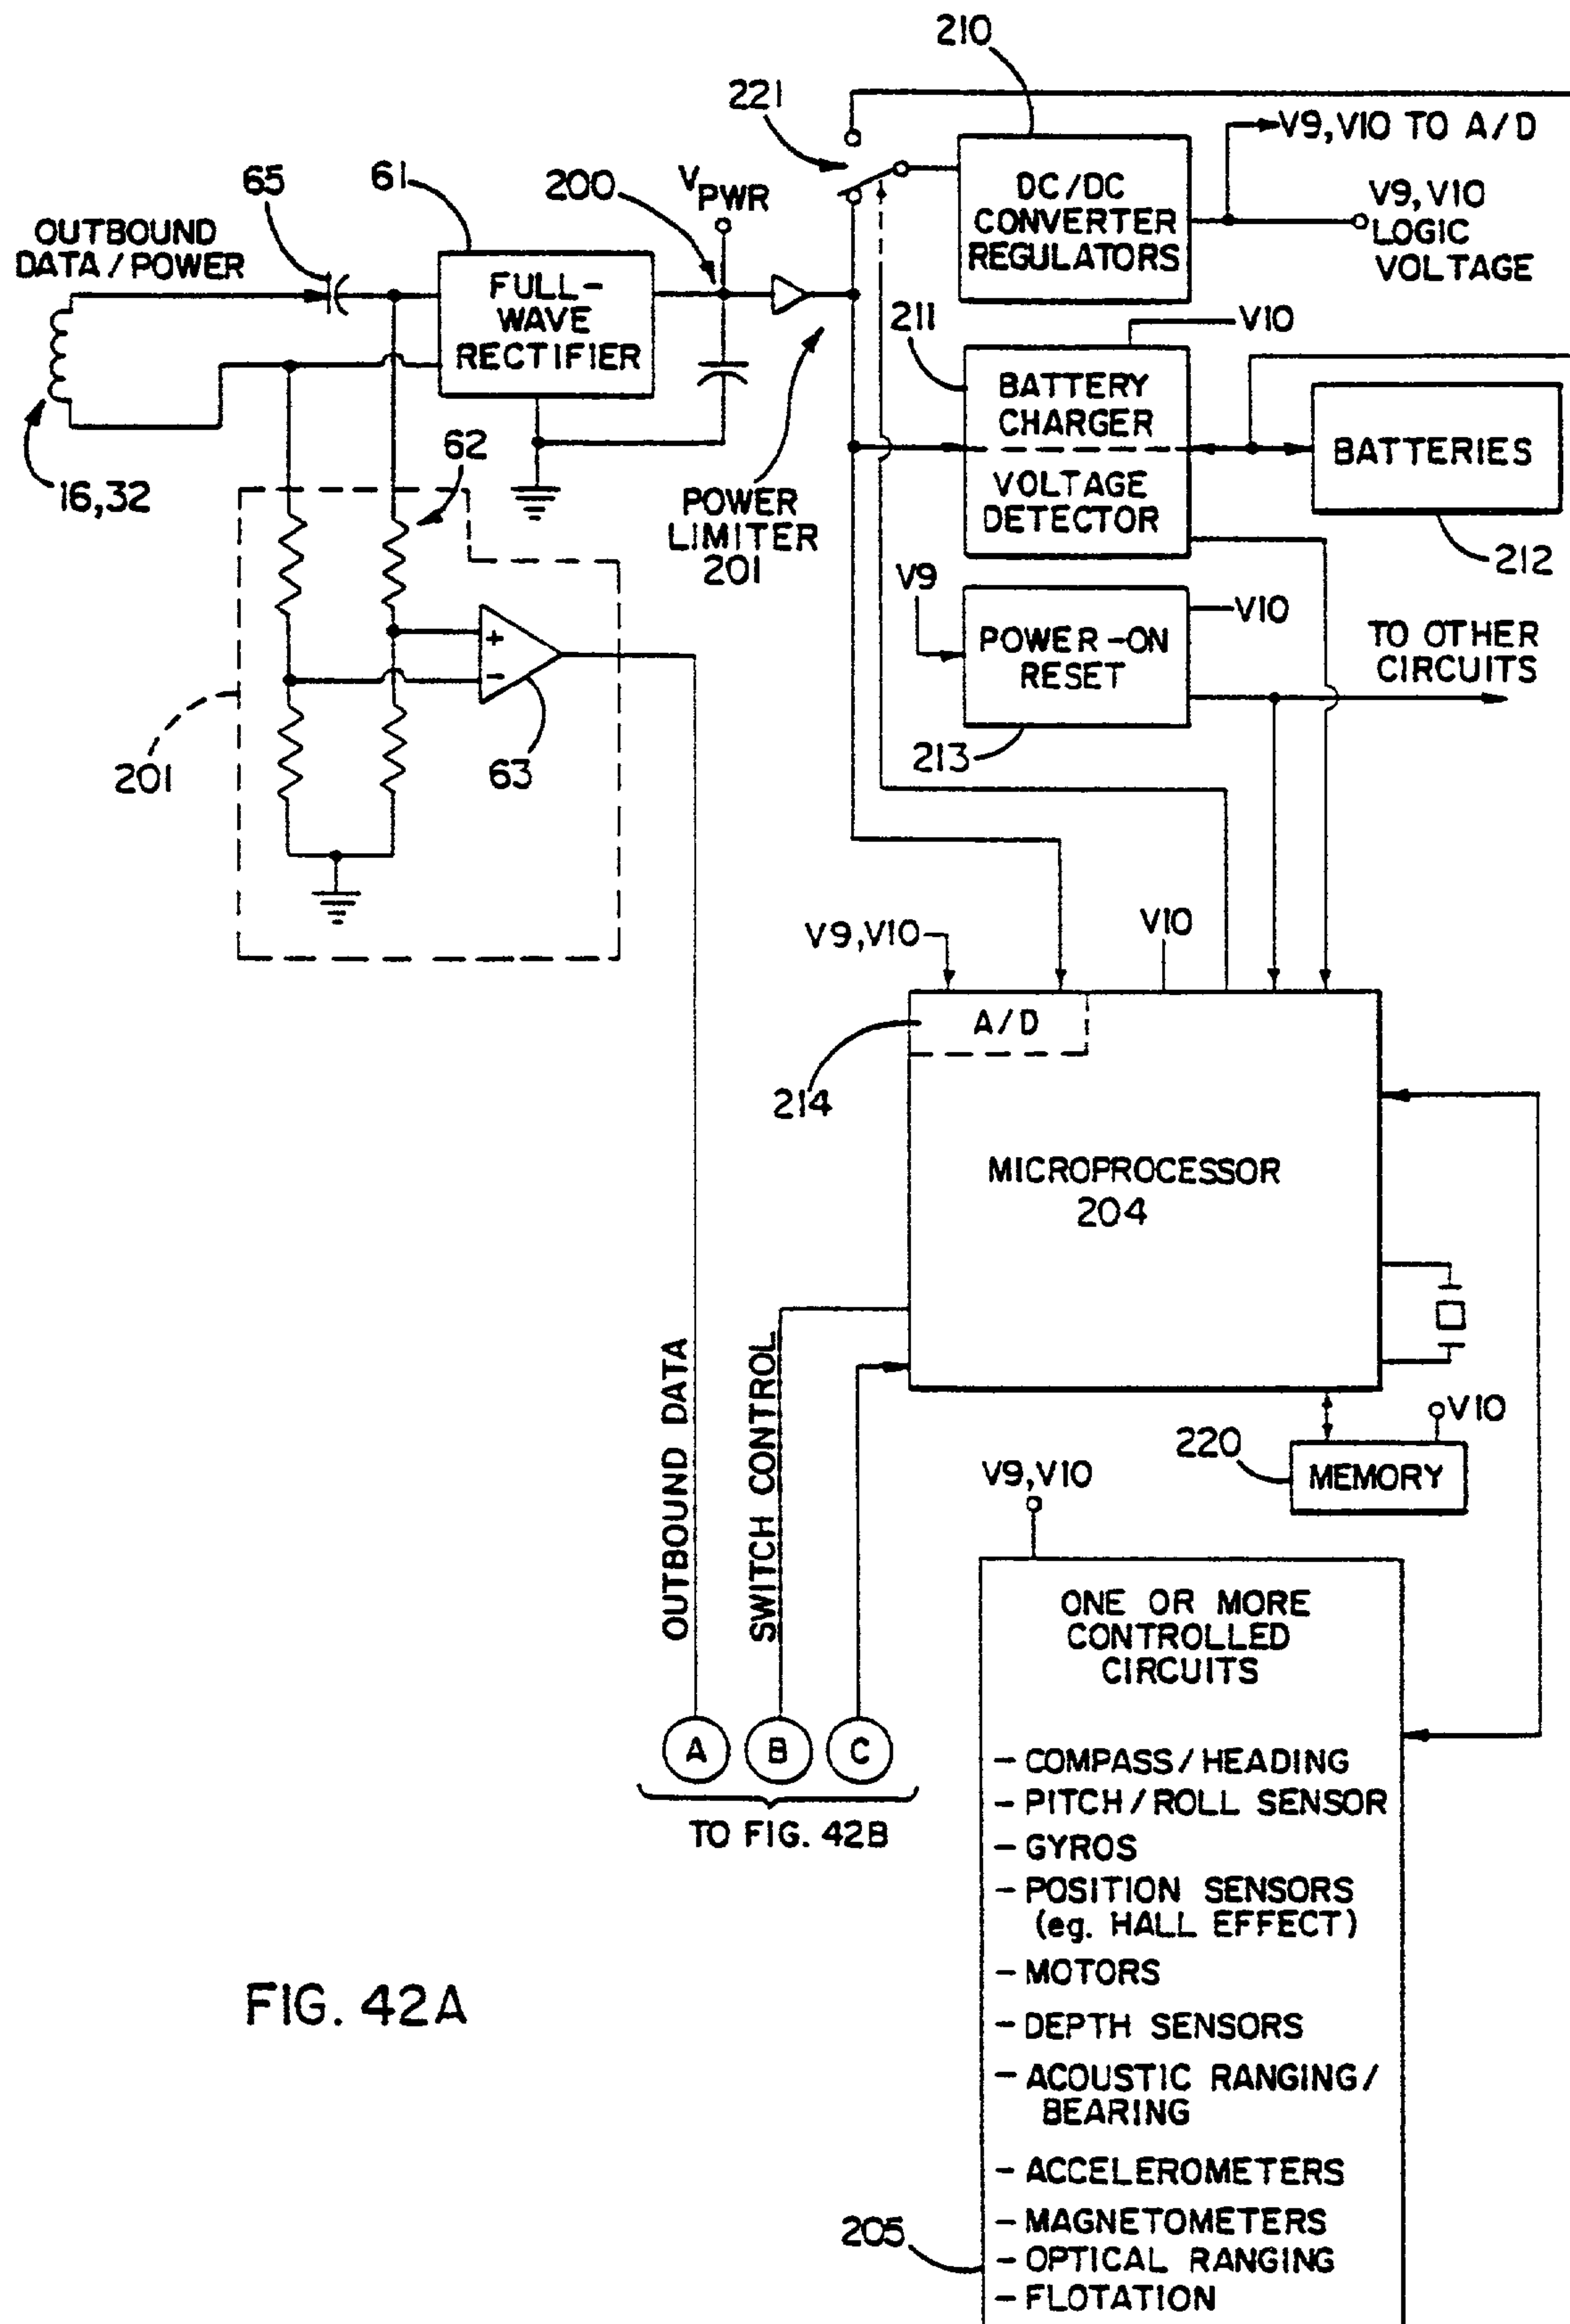 210
221
V9,V10 TO A/D
65
61
200
VPWR
OUTBOUND
DATA/POWER
FULL-
WAVE
RECTIFIER
DC/DC
CONVERTER
REGULATORS
V9, V10
LOGIC
VOLTAGE
211
V10
BATTERY
CHARGER
VOLTAGE
DETECTOR
BATTERIES
16,32
62
POWER
LIMITER
201
212
V9
POWER-ON
RESET
V10
TO OTHER
CIRCUITS
+
-
201
63
213
V9,V10
V10
A/D
214
MICROPROCESSOR
204
OUTBOUND DATA
SWITCH CONTROL
V10
220
MEMORY
V9,V10
ONE OR MORE
CONTROLLED
CIRCUITS
A
B
C
TO FIG. 42B
- COMPASS/HEADING
- PITCH/ROLL SENSOR
- GYROS
- POSITION SENSORS
(eg. HALL EFFECT)
- MOTORS
- DEPTH SENSORS
- ACOUSTIC RANGING/
BEARING
- ACCELEROMETERS
- MAGNETOMETERS
- OPTICAL RANGING
- FLOTATION
205
FIG. 42A